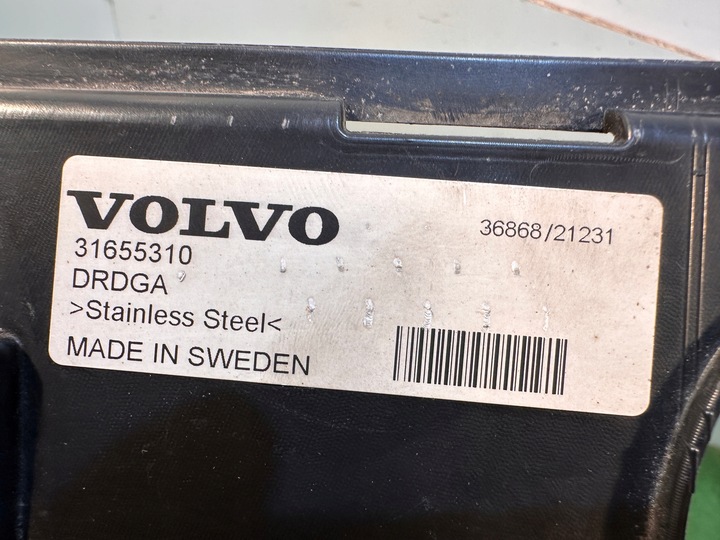 VOLVO
36868/21231
31655310
DRDGA
>Stainless Steel<
MADE IN SWEDEN